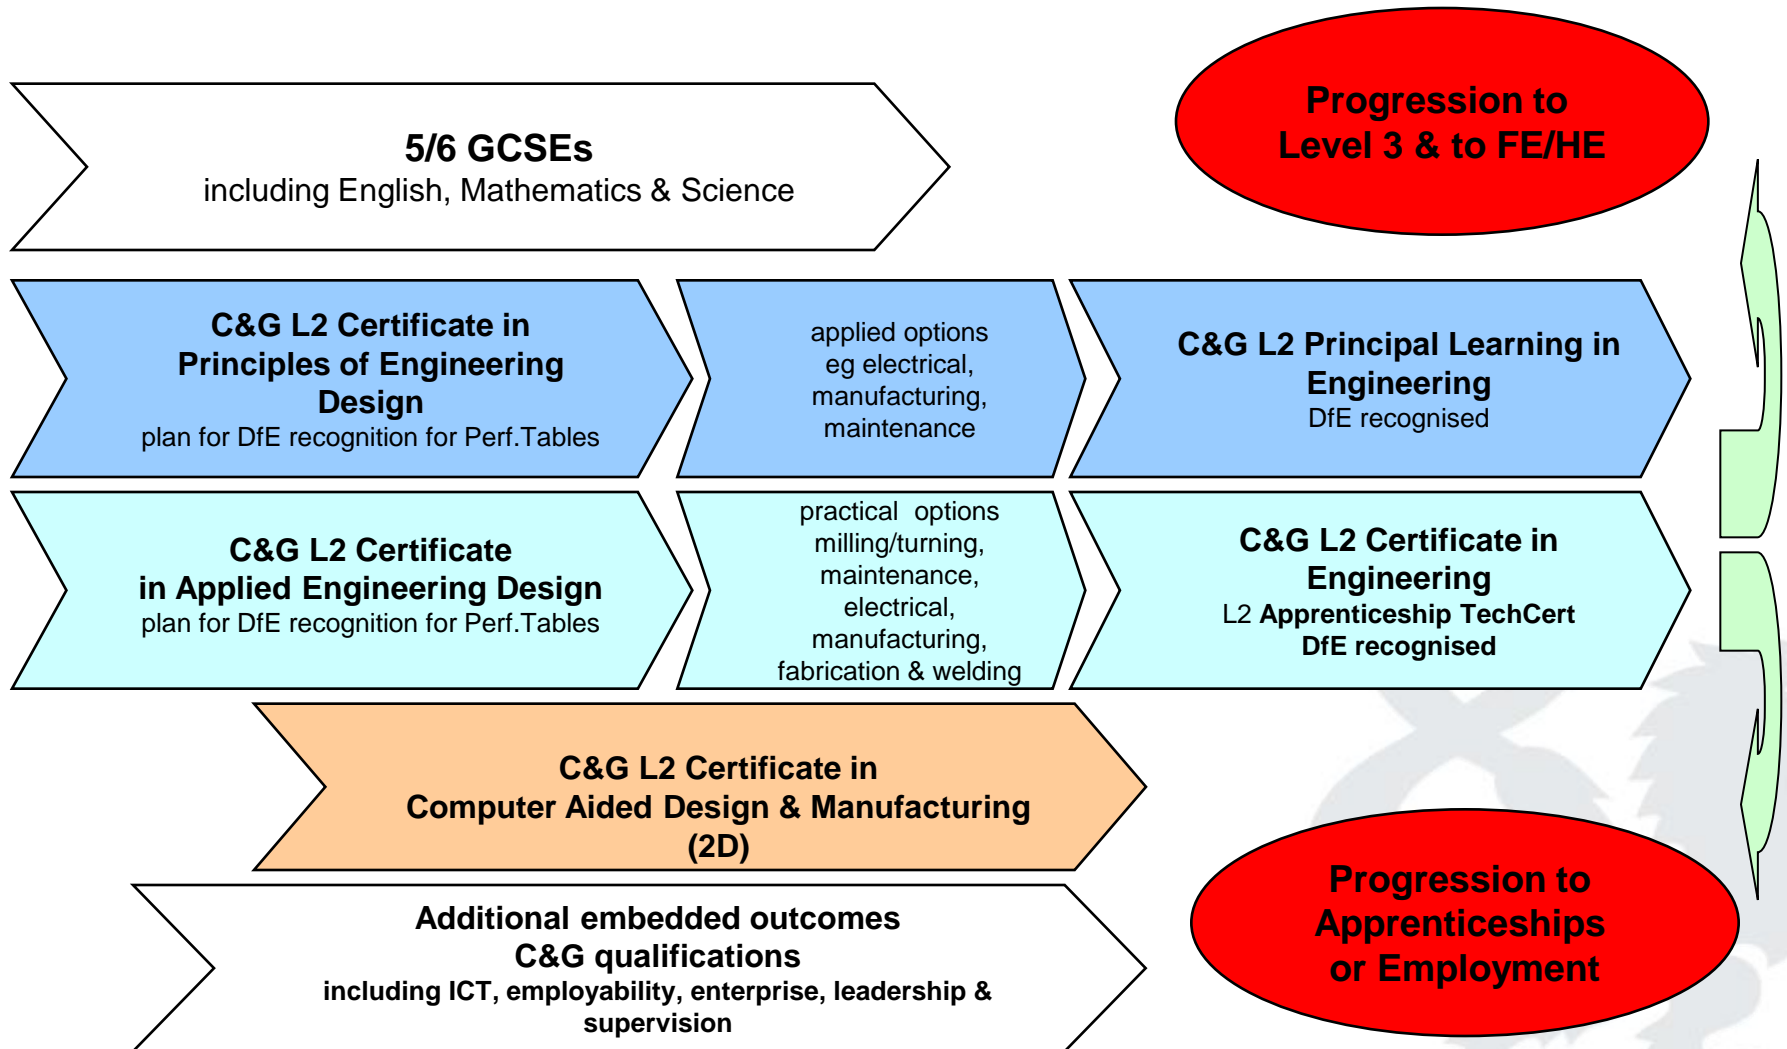 5/6 GCSEs
including English, Mathematics & Science
Progression to
Level 3 & to FE/HE
C&G L2 Certificate in
Principles of Engineering
Design
plan for DfE recognition for Perf.Tables
applied options
eg electrical,
manufacturing,
maintenance
C&G L2 Principal Learning in
Engineering
DfE recognised
C&G L2 Certificate
in Applied Engineering Design
plan for DfE recognition for Perf.Tables
practical options
milling/turning,
maintenance,
electrical,
manufacturing,
fabrication & welding
C&G L2 Certificate in
Engineering
L2 Apprenticeship TechCert
DfE recognised
C&G L2 Certificate in
Computer Aided Design & Manufacturing
(2D)
Additional embedded outcomes
C&G qualifications
including ICT, employability, enterprise, leadership &
supervision
Progression to
Apprenticeships
or Employment